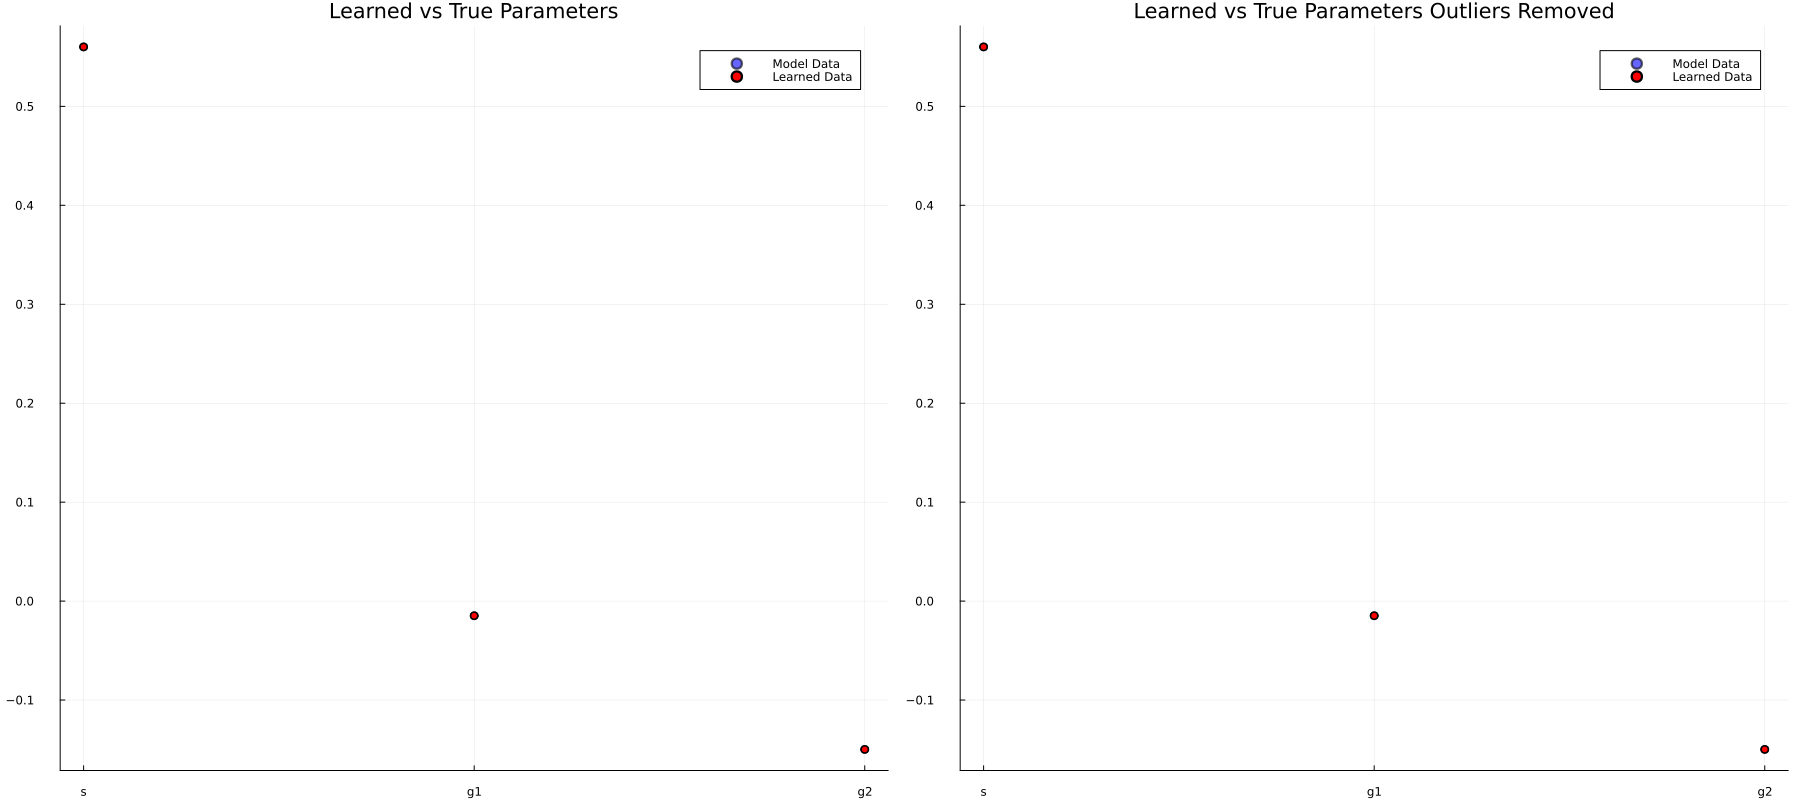 Learned vs True Parameters
Model Data
Learned Data
0.5
0.4
0.3
0.2
0.1
0.0
−0.1
s
g1
g2
Learned vs True Parameters Outliers Removed
Model Data
Learned Data
0.5
0.4
0.3
0.2
0.1
0.0
−0.1
s
g1
g2